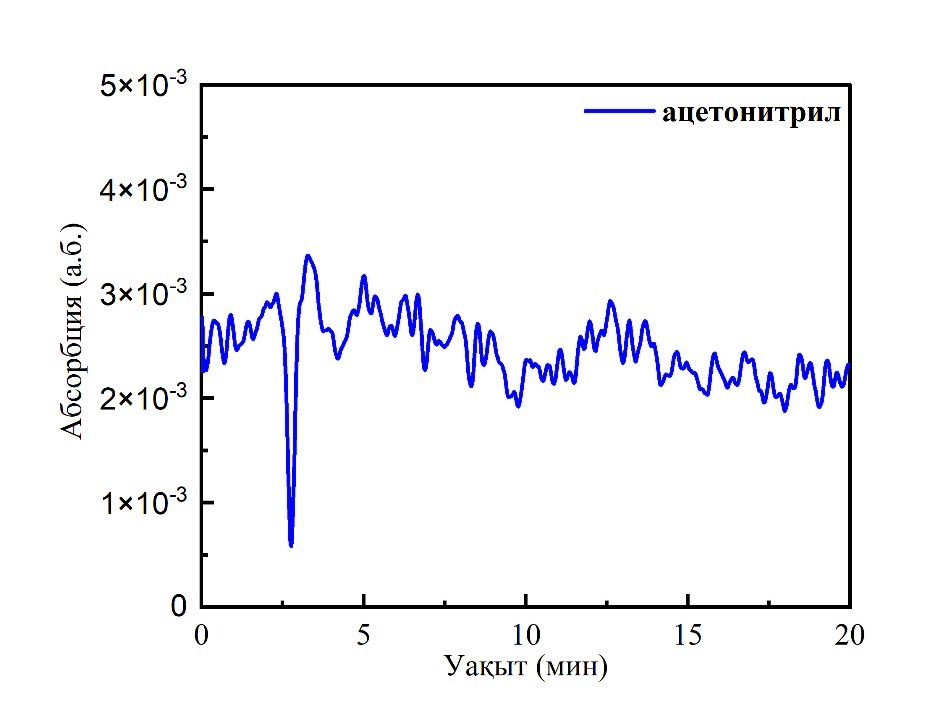 5×10⁻³
4×10⁻³
3×10⁻³
2×10⁻³
1×10⁻³
0
ацетонитрил
Абсорбция (а.б.)
0 5 10 15 20
Уақыт (мин)